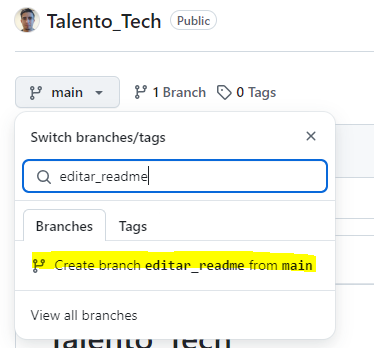 Talento_Tech Public
main 1 Branch 0 Tags
Switch branches/tags
editar_readme
Branches Tags
Create branch editar_readme from main
View all branches
Talento_Tech